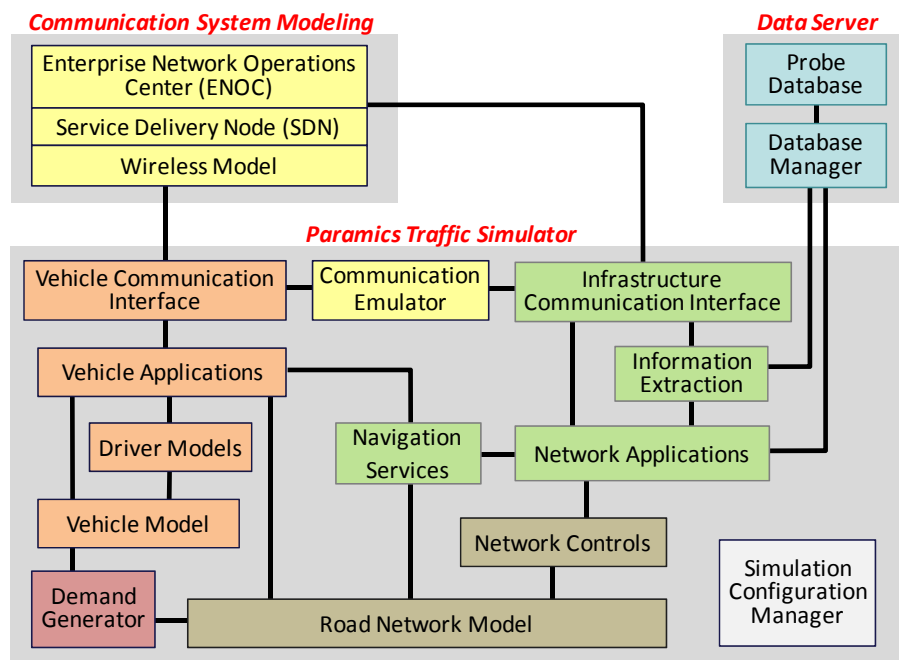 Communication System Modeling
Data Server
Enterprise Network Operations
Center (ENOC)
Service Delivery Node (SDN)
Wireless Model
Probe
Database
Database
Manager
Paramics Traffic Simulator
Vehicle Communication
Interface
Communication
Emulator
Infrastructure
Communication Interface
Vehicle Applications
Information
Extraction
Driver Models
Navigation
Services
Network Applications
Vehicle Model
Network Controls
Demand
Generator
Road Network Model
Simulation
Configuration
Manager